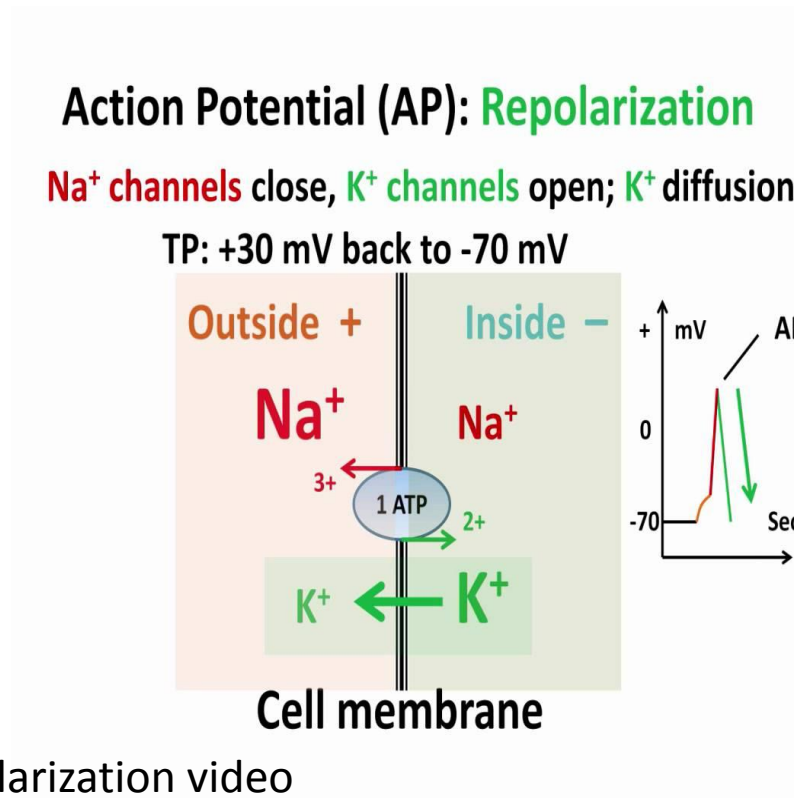 Action Potential (AP): Repolarization
Na⁺ channels close, K⁺ channels open; K⁺ diffusion
TP: +30 mV back to -70 mV
Outside + Inside −
+ mV
Na⁺ Na⁺
0
3+
1 ATP
2+
-70
K⁺ K⁺
Cell membrane
video